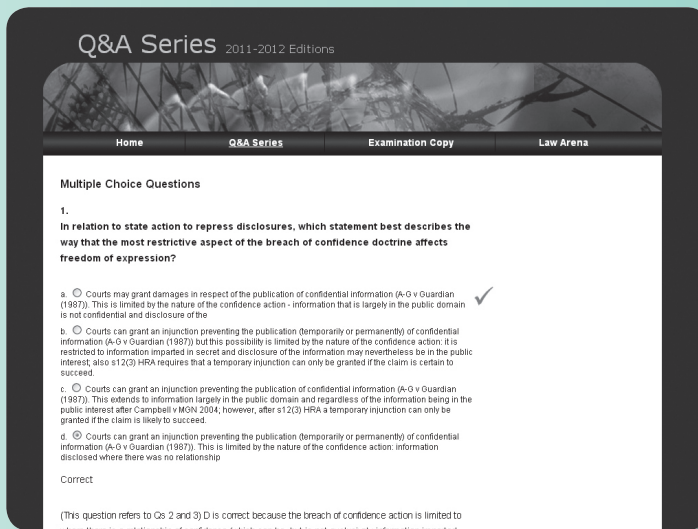 Q&A Series 2011-2012 Editions
Home Q&A Series Examination Copy Law Arena
Multiple Choice Questions
1.
In relation to state action to repress disclosures, which statement best describes the
way that the most restrictive aspect of the breach of confidence doctrine affects
freedom of expression?
a. Courts may grant damages in respect of the publication of confidential information (A-G v Guardian
(1987)). This is limited by the nature of the confidence action - information that is largely in the public domain
is not confidential and disclosure of the
b. Courts can grant an injunction preventing the publication (temporarily or permanently) of confidential
information (A-G v Guardian (1987)) but this possibility is limited by the nature of the confidence action: it is
restricted to information imparted in secret and disclosure of the information may nevertheless be in the public
interest; also s12(3) HRA requires that a temporary injunction can only be granted if the claim is certain to
succeed.
c. Courts can grant an injunction preventing the publication of confidential information (A-G v Guardian
(1987)). This extends to information largely in the public domain and regardless of the information being in the
public interest after Campbell v MGN 2004; however, after s12(3) HRA a temporary injunction can only be
granted if the claim is likely to succeed.
d. Courts can grant an injunction preventing the publication (temporarily or permanently) of confidential
information (A-G v Guardian (1987)). This is limited by the nature of the confidence action: information
disclosed where there was no relationship
Correct
(This question refers to Qs 2 and 3) D is correct because the breach of confidence action is limited to